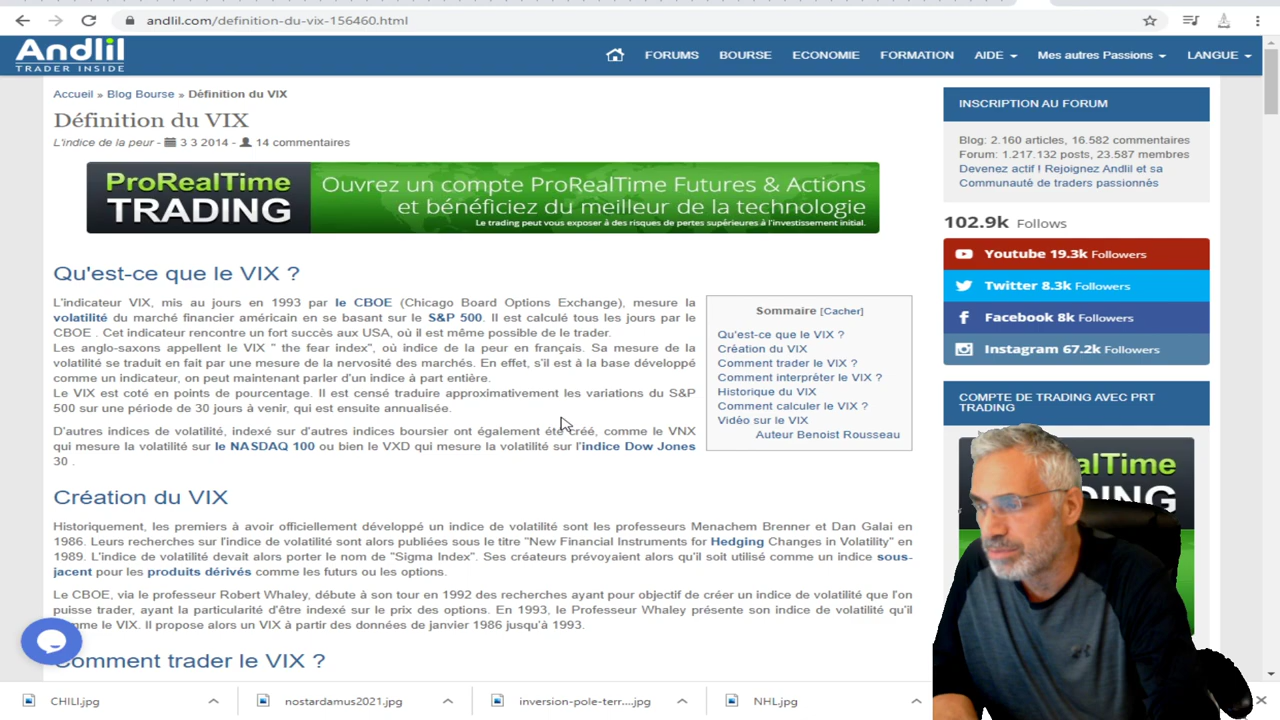 andlil.com/definition-du-vix-156460.html
Andlil
TRADER INSIDE
FORUMS BOURSE ECONOMIE FORMATION AIDE Mes autres Passions LANGUE
Accueil » Blog Bourse » Définition du VIX
Définition du VIX
L'indice de la peur - 3 3 2014 - 14 commentaires
ProRealTime
TRADING
Ouvrez un compte ProRealTime Futures & Actions
et bénéficiez du meilleur de la technologie
Le trading peut vous exposer à des risques de pertes supérieures à l'investissement initial.
Qu'est-ce que le VIX ?
L'indicateur VIX, mis au jours en 1993 par le CBOE (Chicago Board Options Exchange), mesure la
volatilité du marché financier américain en se basant sur le S&P 500. Il est calculé tous les jours par le
CBOE . Cet indicateur rencontre un fort succès aux USA, où il est même possible de le trader.
Les anglo-saxons appellent le VIX " the fear index", où indice de la peur en français. Sa mesure de la
volatilité se traduit en fait par une mesure de la nervosité des marchés. En effet, s'il est à la base développé
comme un indicateur, on peut maintenant parler d'un indice à part entière.
Le VIX est coté en points de pourcentage. Il est censé traduire approximativement les variations du S&P
500 sur une période de 30 jours à venir, qui est ensuite annualisée.
D'autres indices de volatilité, indexé sur d'autres indices boursier ont également été créé, comme le VNX
qui mesure la volatilité sur le NASDAQ 100 ou bien le VXD qui mesure la volatilité sur l'indice Dow Jones
30 .
Sommaire [Cacher]
Qu'est-ce que le VIX ?
Création du VIX
Comment trader le VIX ?
Comment interpréter le VIX ?
Historique du VIX
Comment calculer le VIX ?
Vidéo sur le VIX
Auteur Benoist Rousseau
Création du VIX
Historiquement, les premiers à avoir officiellement développé un indice de volatilité sont les professeurs Menachem Brenner et Dan Galai en
1986. Leurs recherches sur l'indice de volatilité sont alors publiées sous le titre "New Financial Instruments for Hedging Changes in Volatility" en
1989. L'indice de volatilité devait alors porter le nom de "Sigma Index". Ses créateurs prévoyaient alors qu'il soit utilisé comme un indice sous-
jacent pour les produits dérivés comme les futurs ou les options.
Le CBOE, via le professeur Robert Whaley, débute à son tour en 1992 des recherches ayant pour objectif de créer un indice de volatilité que l'on
puisse trader, ayant la particularité d'être indexé sur le prix des options. En 1993, le Professeur Whaley présente son indice de volatilité qu'il
mme le VIX. Il propose alors un VIX à partir des données de janvier 1986 jusqu'à 1993.
Comment trader le VIX ?
INSCRIPTION AU FORUM
Blog: 2.160 articles, 16.582 commentaires
Forum: 1.217.132 posts, 23.587 membres
Devenez actif ! Rejoignez Andlil et sa
Communauté de traders passionnés
102.9k Follows
Youtube 19.3k Followers
Twitter 8.3k Followers
Facebook 8k Followers
Instagram 67.2k Followers
COMPTE DE TRADING AVEC PRT
TRADING
CHILI.jpg
nostardamus2021.jpg
inversion-pole-terr....jpg
NHL.jpg